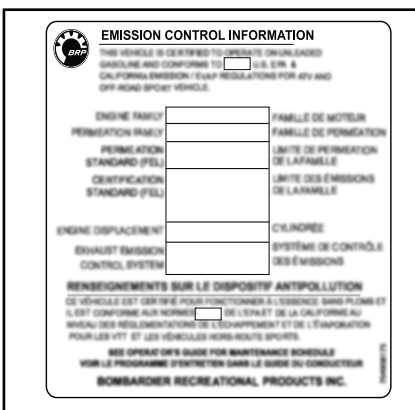 BRP
EMISSION CONTROL INFORMATION
THIS VEHICLE IS CERTIFIED TO OPERATE ON UNLEADED
GASOLINE AND CONFORMS TO U.S. EPA &
CALIFORNIA EMISSION / EVAP REGULATIONS FOR ATV AND
OFF-ROAD SPORT VEHICLE.
ENGINE FAMILY FAMILLE DE MOTEUR
PERMEATION FAMILY FAMILLE DE PERMÉATION
PERMEATION LIMITE DE PERMEATION
STANDARD (FEL) DE LA FAMILLE
CERTIFICATION LIMITE DES ÉMISSIONS
STANDARD (FEL) DE LA FAMILLE
ENGINE DISPLACEMENT CYLINDRÉE
EXHAUST EMISSION SYSTÈME DE CONTRÔLE
CONTROL SYSTEM DES ÉMISSIONS
RENSEIGNEMENTS SUR LE DISPOSITIF ANTIPOLLUTION
CE VÉHICULE EST CERTIFIÉ POUR FONCTIONNER À L'ESSENCE SANS PLOMB ET
IL EST CONFORME AUX NORMES DE L'EPA ET DE LA CALIFORNIE AU
NIVEAU DES RÉGLEMENTATIONS DE L'ÉCHAPPEMENT ET DE L'ÉVAPORATION
POUR LES VTT ET LES VÉHICULES HORS-ROUTE SPORTS.
SEE OPERATOR'S GUIDE FOR MAINTENANCE SCHEDULE
VOIR LE PROGRAMME D'ENTRETIEN DANS LE GUIDE DU CONDUCTEUR
BOMBARDIER RECREATIONAL PRODUCTS INC.